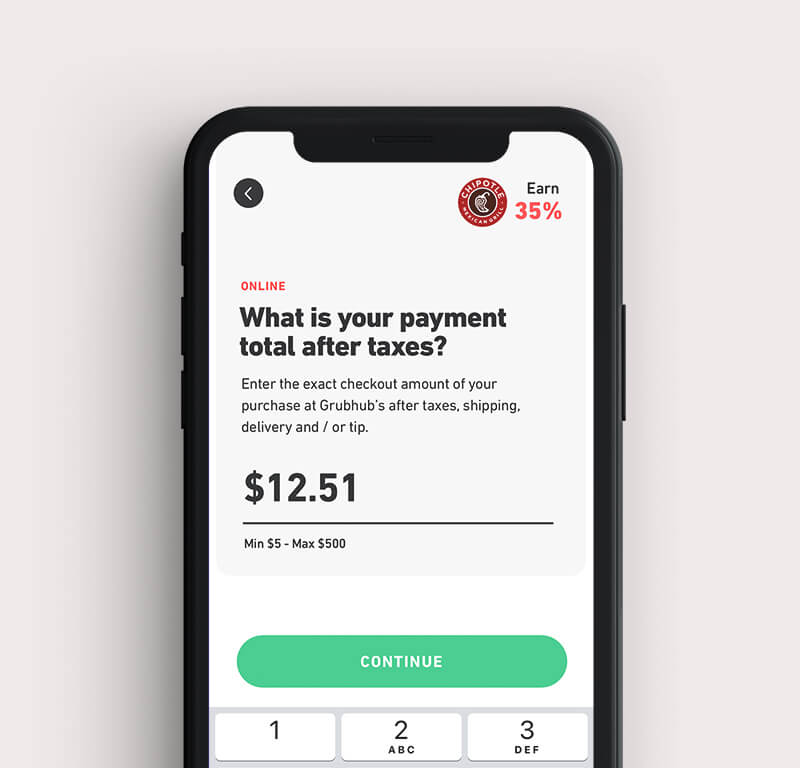 CHIPOTLE
MEXICAN GRILL
Earn
35%
ONLINE
What is your payment
total after taxes?
Enter the exact checkout amount of your
purchase at Grubhub's after taxes, shipping,
delivery and / or tip.
$12.51
Min $5 - Max $500
CONTINUE
1
2
ABC
3
DEF